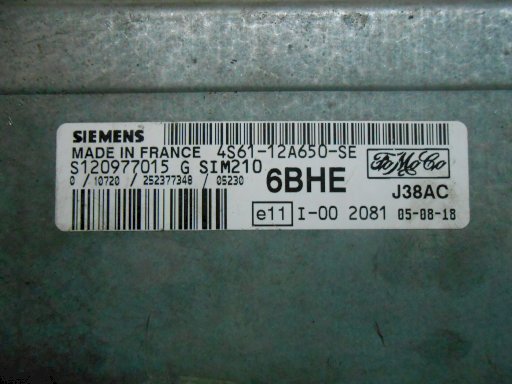 SIEMENS
MADE IN FRANCE 4S61-12A650-SE
S120977015 G SIM210
0 / 10720 / 252377348 / 05230
6BHE
FoMoCo
J38AC
e11 I-00 2081 05-08-18